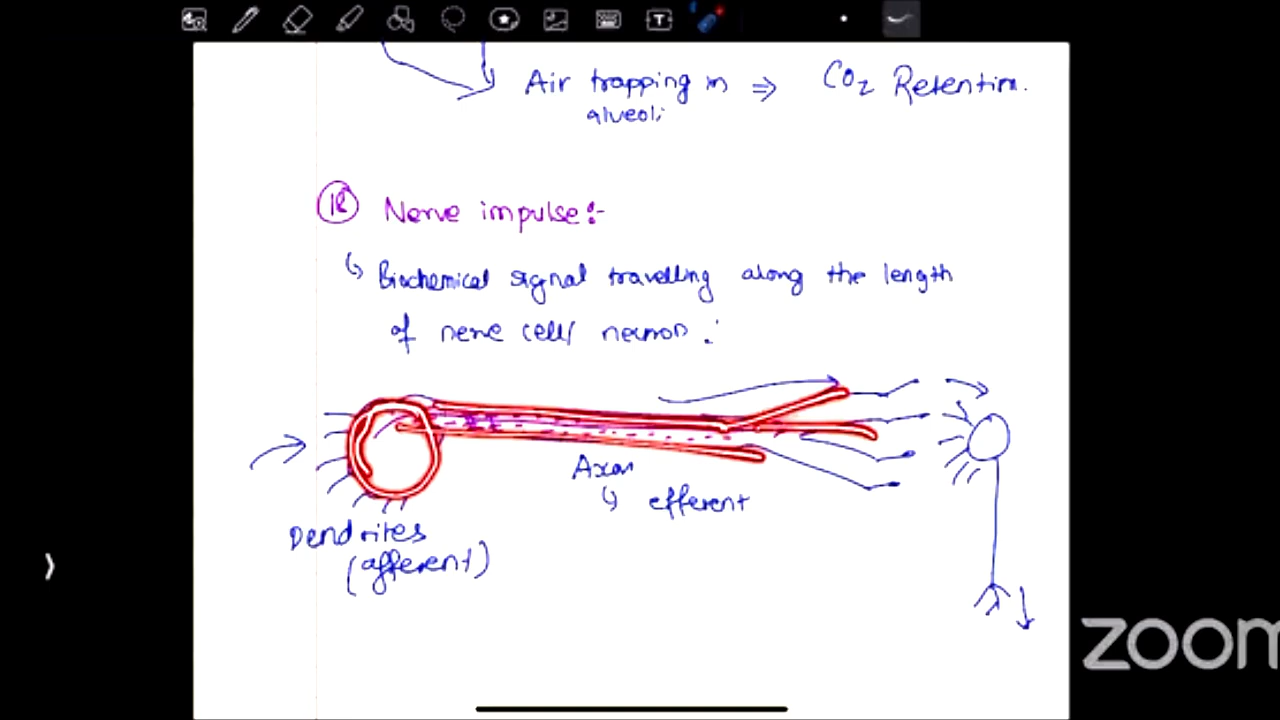 Air trapping in ⇒ CO2 Retention.
alveoli
Nerve impulse:-
Biochemical signal travelling along the length
of nerve cell/ neuron.
Axon
efferent
Dendrites
(afferent)
zoom